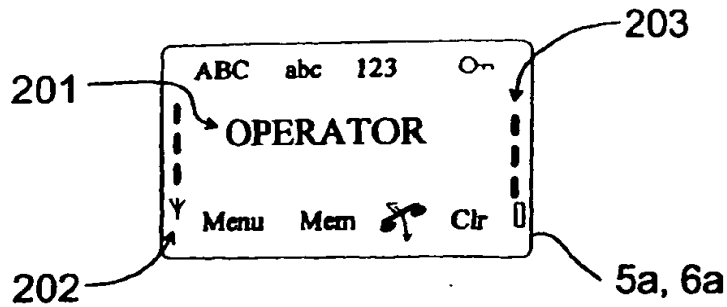 203
ABC abc 123
201
OPERATOR
Menu Mem Clr
202
5a, 6a